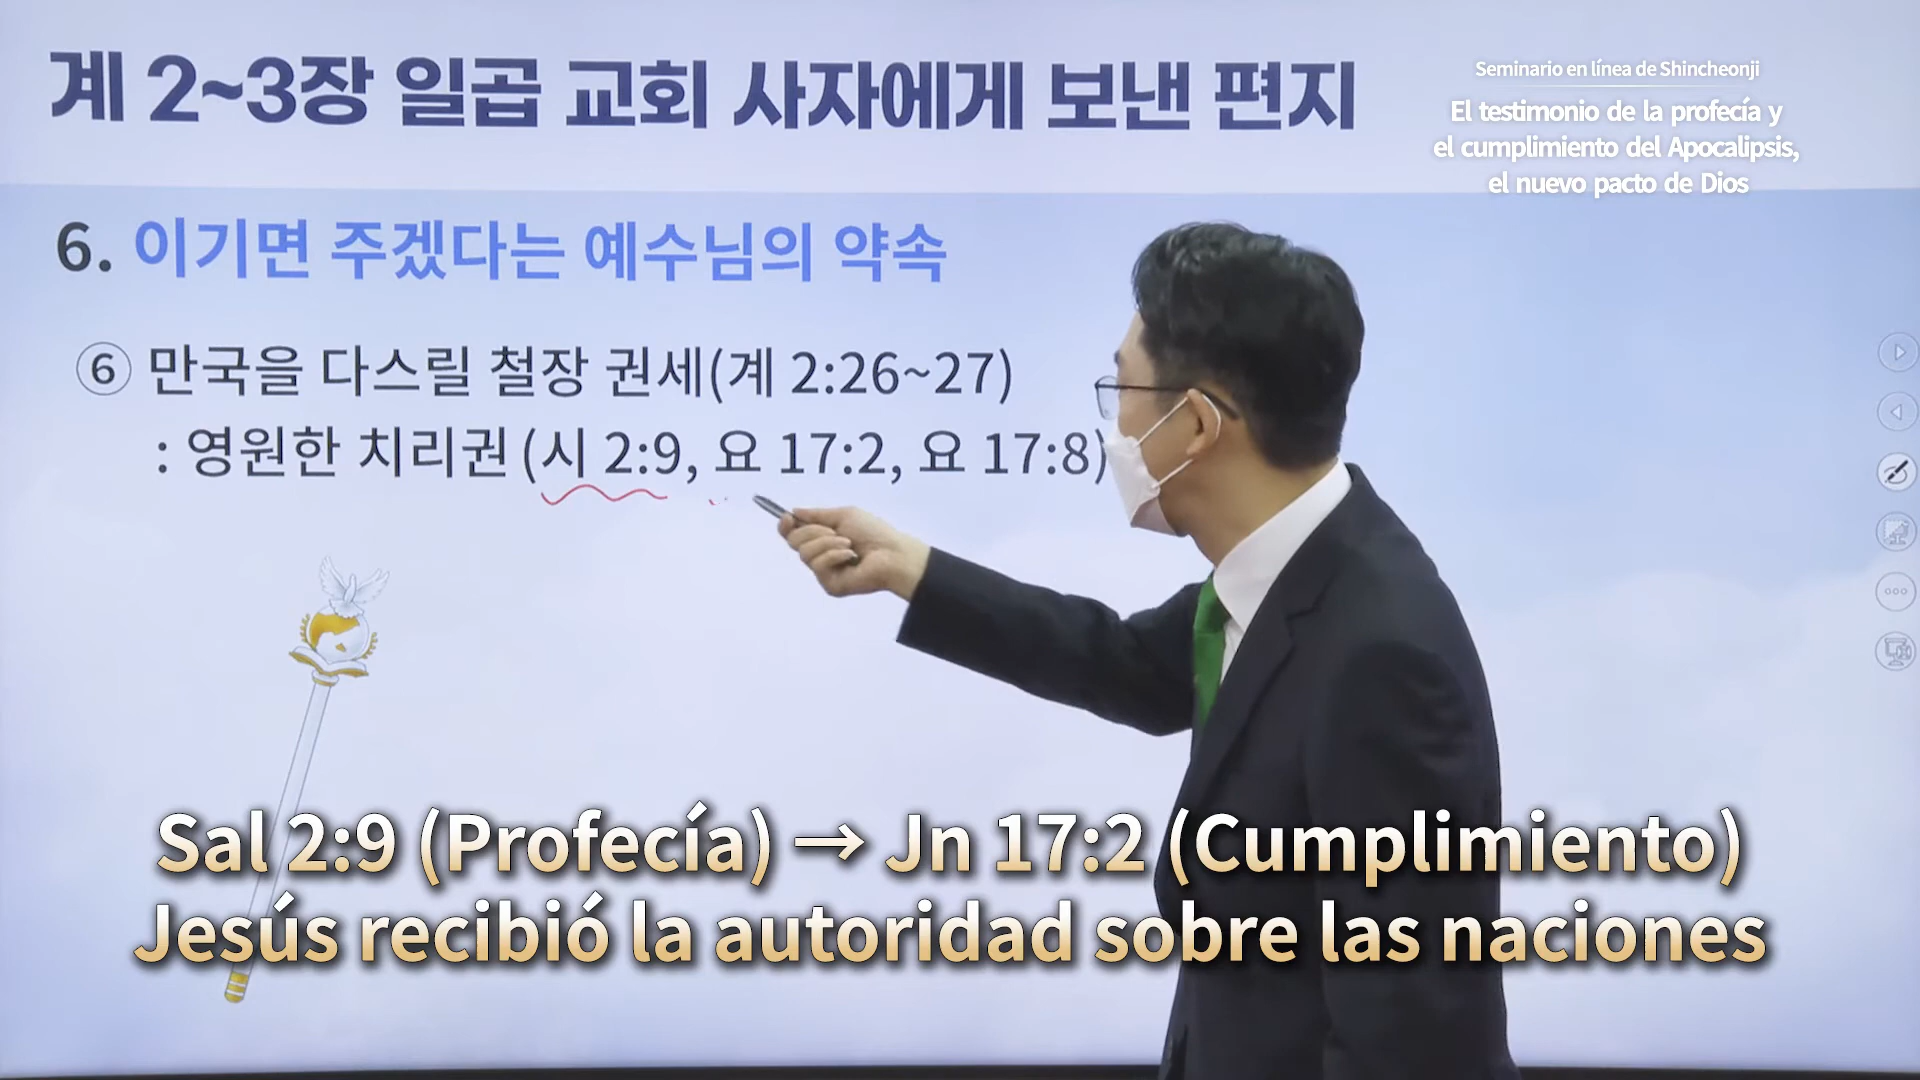 계 2~3장 일곱 교회 사자에게 보낸 편지
Seminario en línea de Shincheonji
El testimonio de la profecía y
el cumplimiento del Apocalipsis,
el nuevo pacto de Dios
6. 이기면 주겠다는 예수님의 약속
⑥ 만국을 다스릴 철장 권세(계 2:26~27)
: 영원한 치리권(시 2:9, 요 17:2, 요 17:8)
Sal 2:9 (Profecía) → Jn 17:2 (Cumplimiento)
Jesús recibió la autoridad sobre las naciones